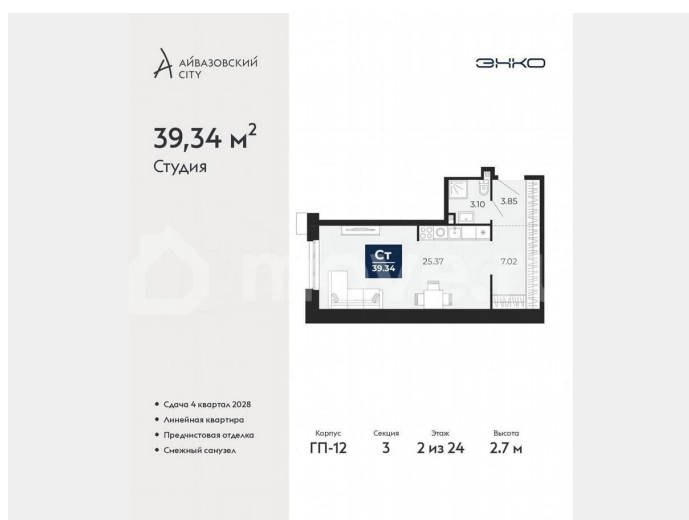 АЙВАЗОВСКИЙ
CITY
ЭНКО
39,34 м²
Студия
3.10
3.85
Ст
39.34
25.37
7.02
• Сдача 4 квартал 2028
• Линейная квартира
• Предчистовая отделка
• Смежный санузел
Корпус
ГП-12
Секция
3
Этаж
2 из 24
Высота
2.7 м